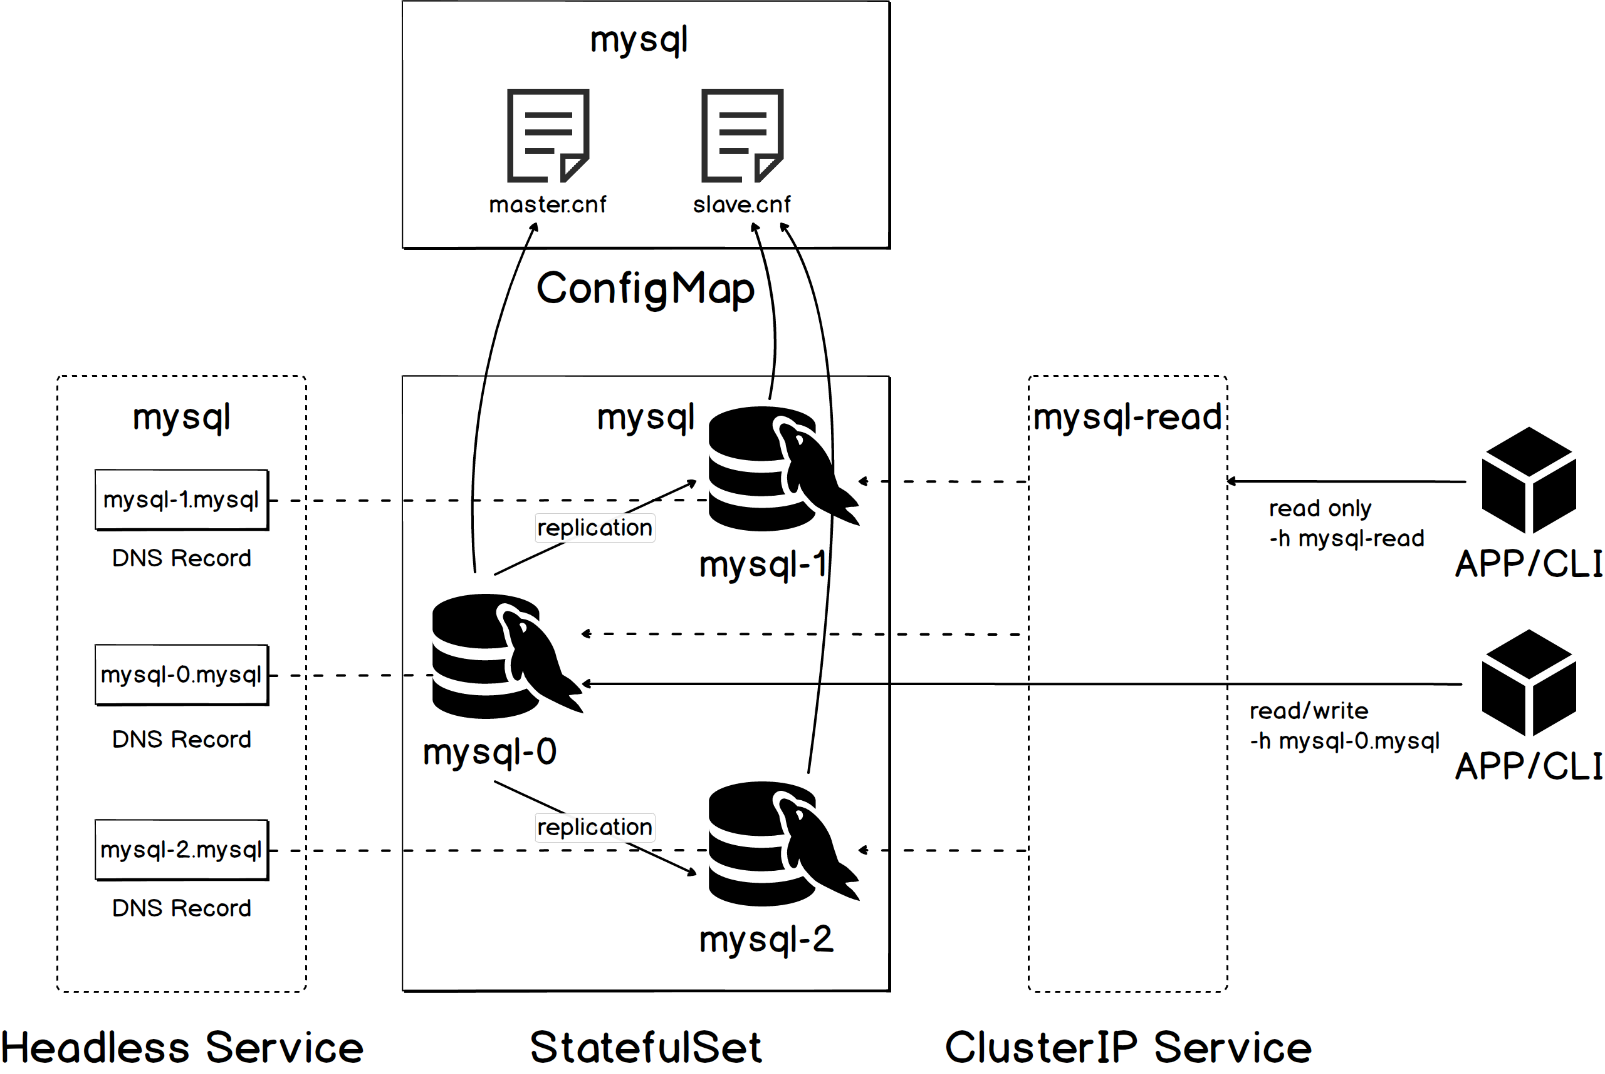 mysql
master.cnf
slave.cnf
ConfigMap
mysql
mysql-1.mysql
DNS Record
mysql-0.mysql
DNS Record
mysql-2.mysql
DNS Record
Headless Service
mysql
replication
mysql-1
mysql-0
replication
mysql-2
StatefulSet
mysql-read
ClusterIP Service
read only
-h mysql-read
APP/CLI
read/write
-h mysql-0.mysql
APP/CLI